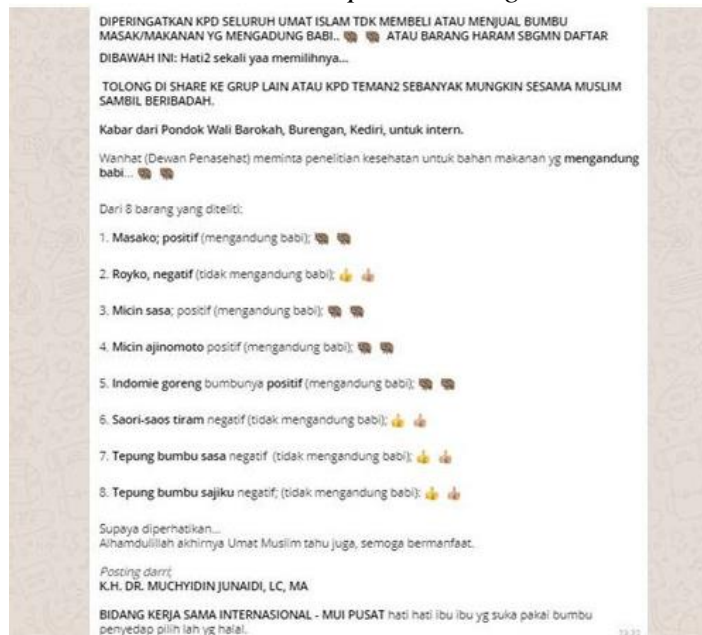 DIPERINGATKAN KPD SELURUH UMAT ISLAM TDK MEMBELI ATAU MENJUAL BUMBU
MASAK/MAKANAN YG MENGADUNG BABI.. 🐗 🐗 ATAU BARANG HARAM SBGMN DAFTAR
DIBAWAH INI: Hati2 sekali yaa memilihnya...
TOLONG DI SHARE KE GRUP LAIN ATAU KPD TEMAN2 SEBANYAK MUNGKIN SESAMA MUSLIM
SAMBIL BERIBADAH.
Kabar dari Pondok Wali Barokah, Burengan, Kediri, untuk intern.
Wanhat (Dewan Penasehat) meminta penelitian kesehatan untuk bahan makanan yg mengandung
babi... 🐗 🐗
Dari 8 barang yang diteliti:
1. Masako; positif (mengandung babi); 🐗 🐗
2. Royko, negatif (tidak mengandung babi); 👍 👍
3. Micin sasa; positif (mengandung babi); 🐗 🐗
4. Micin ajinomoto positif (mengandung babi); 🐗 🐗
5. Indomie goreng bumbunya positif (mengandung babi); 🐗 🐗
6. Saori-saos tiram negatif (tidak mengandung babi); 👍 👍
7. Tepung bumbu sasa negatif (tidak mengandung babi); 👍 👍
8. Tepung bumbu sajiku negatif; (tidak mengandung babi): 👍 👍
Supaya diperhatikan...
Alhamdulillah akhirnya Umat Muslim tahu juga, semoga bermanfaat.
Posting darri;
K.H. DR. MUCHYIDIN JUNAIDI, LC, MA
BIDANG KERJA SAMA INTERNASIONAL - MUI PUSAT hati hati ibu ibu yg suka pakai bumbu
penyedap pilih lah yg halal.